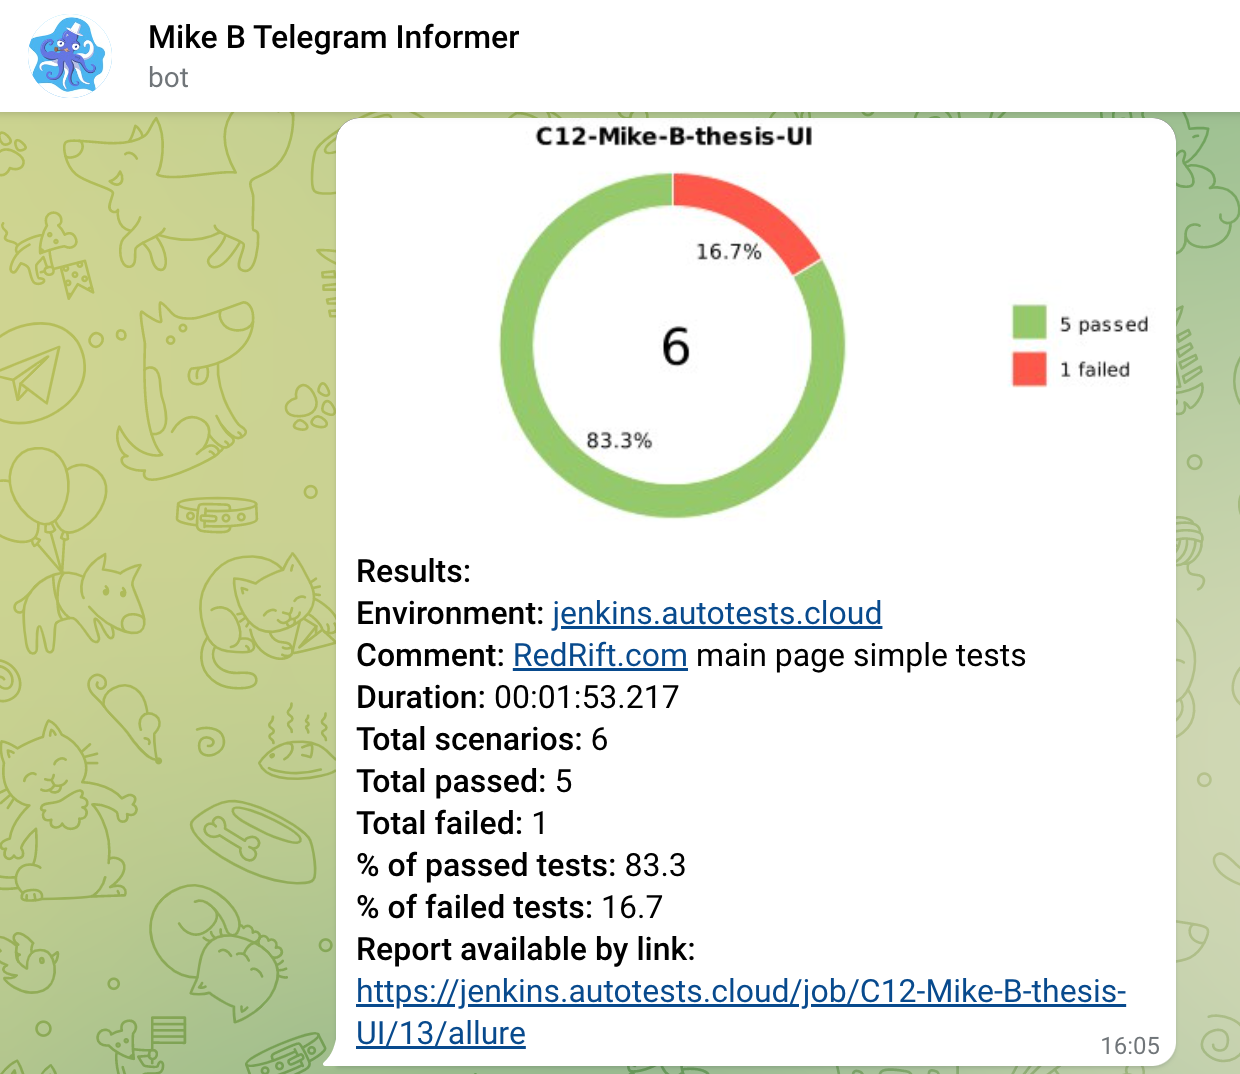 Mike B Telegram Informer
bot
C12-Mike-B-thesis-UI
16.7%
6
83.3%
5 passed
1 failed
Results:
Environment: jenkins.autotests.cloud
Comment: RedRift.com main page simple tests
Duration: 00:01:53.217
Total scenarios: 6
Total passed: 5
Total failed: 1
% of passed tests: 83.3
% of failed tests: 16.7
Report available by link:
https://jenkins.autotests.cloud/job/C12-Mike-B-thesis-
UI/13/allure
16:05